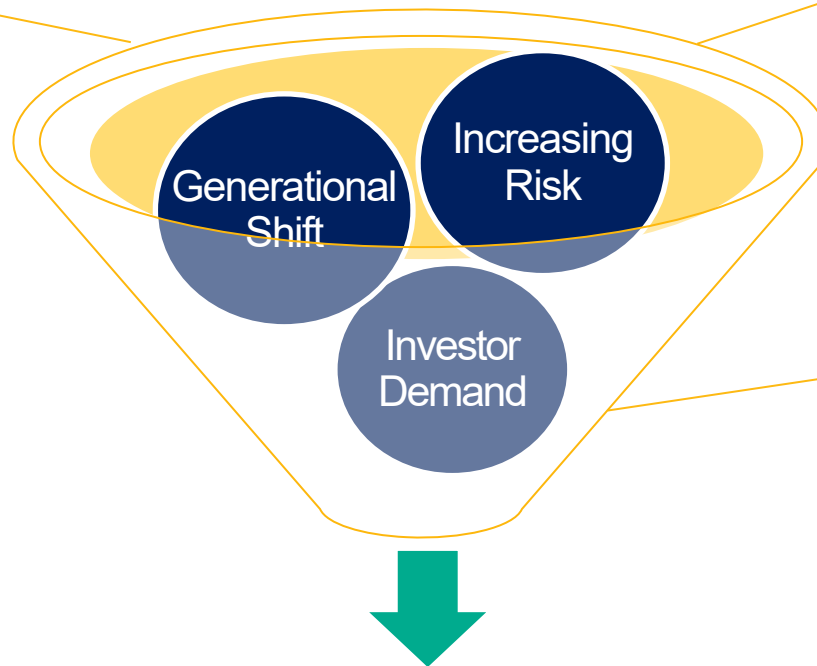 Generational
Shift
Increasing
Risk
Investor
Demand